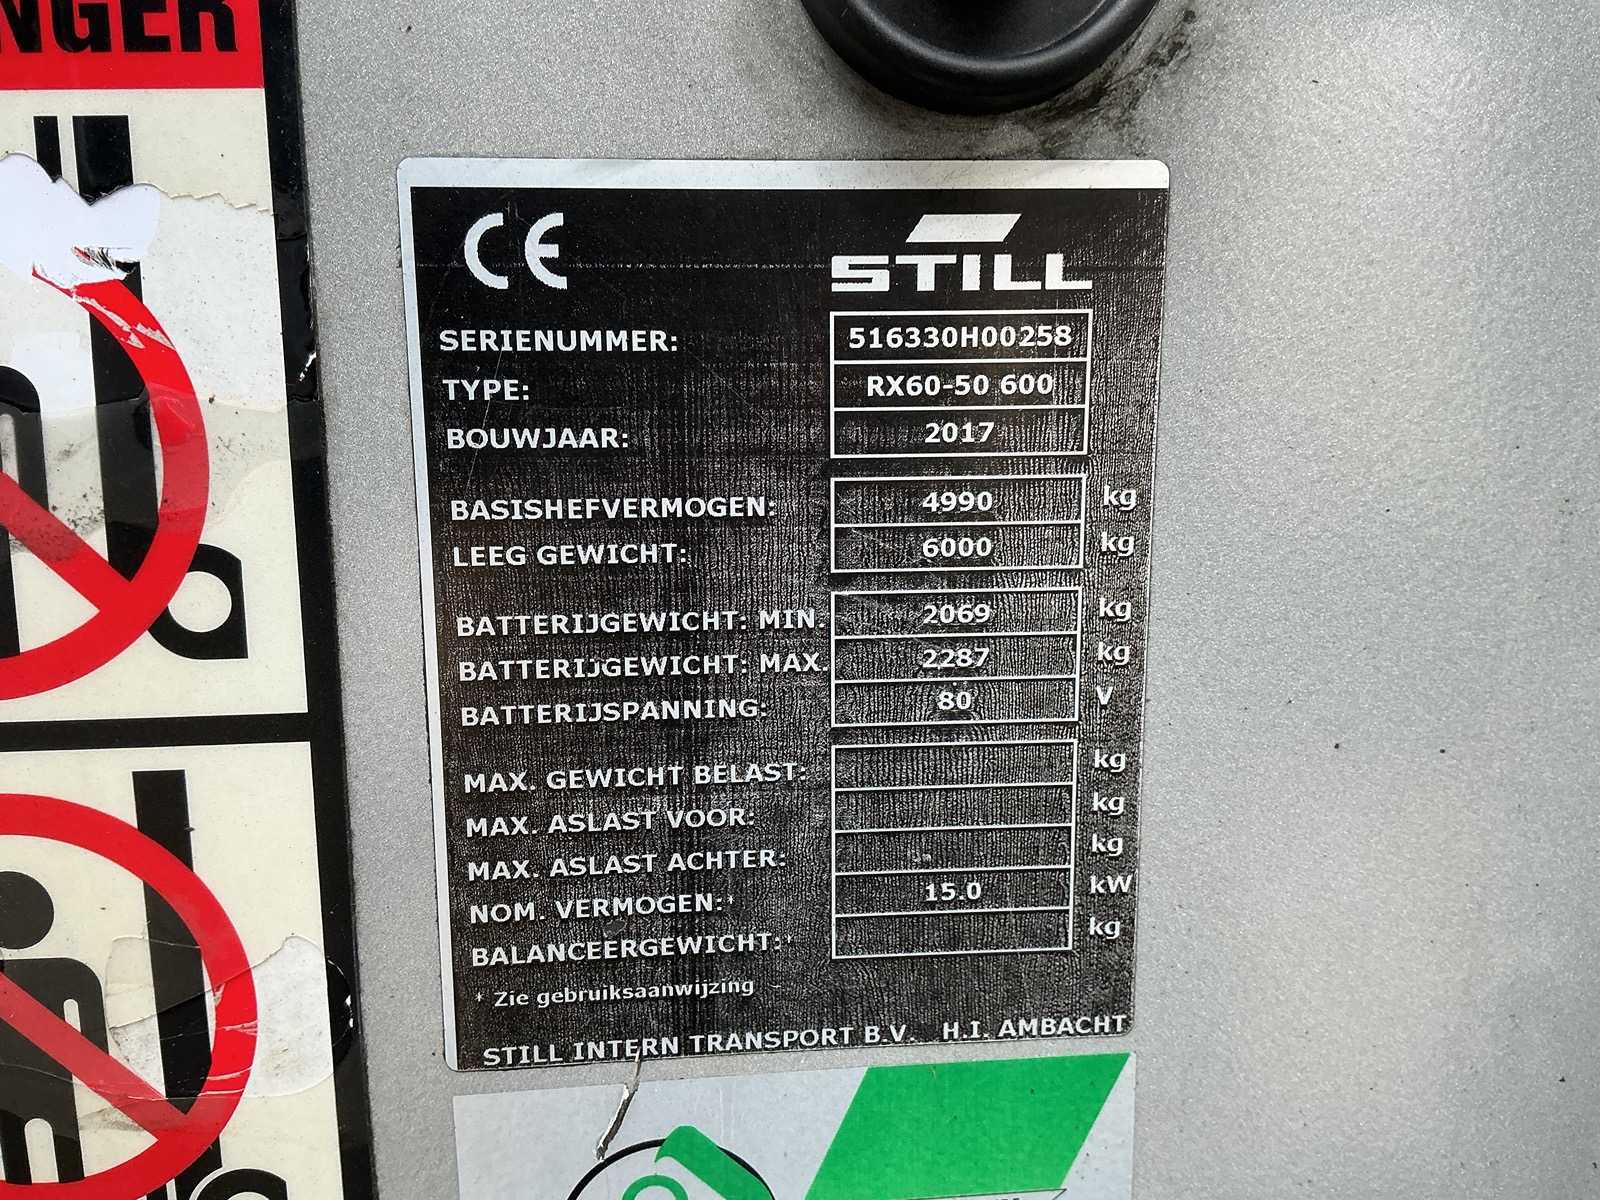 NGER
CE
STILL
SERIENUMMER: 516330H00258
TYPE: RX60-50 600
BOUWJAAR: 2017
BASISHEFVERMOGEN: 4990 kg
LEEG GEWICHT: 6000 kg
BATTERIJGEWICHT: MIN. 2069 kg
BATTERIJGEWICHT: MAX. 2287 kg
BATTERIJSPANNING: 80 V
MAX. GEWICHT BELAST: kg
MAX. ASLAST VOOR: kg
MAX. ASLAST ACHTER: kg
NOM. VERMOGEN:* 15.0 kW
BALANCEERGEWICHT:* kg
* Zie gebruiksaanwijzing
STILL INTERN TRANSPORT B.V. H.I. AMBACHT